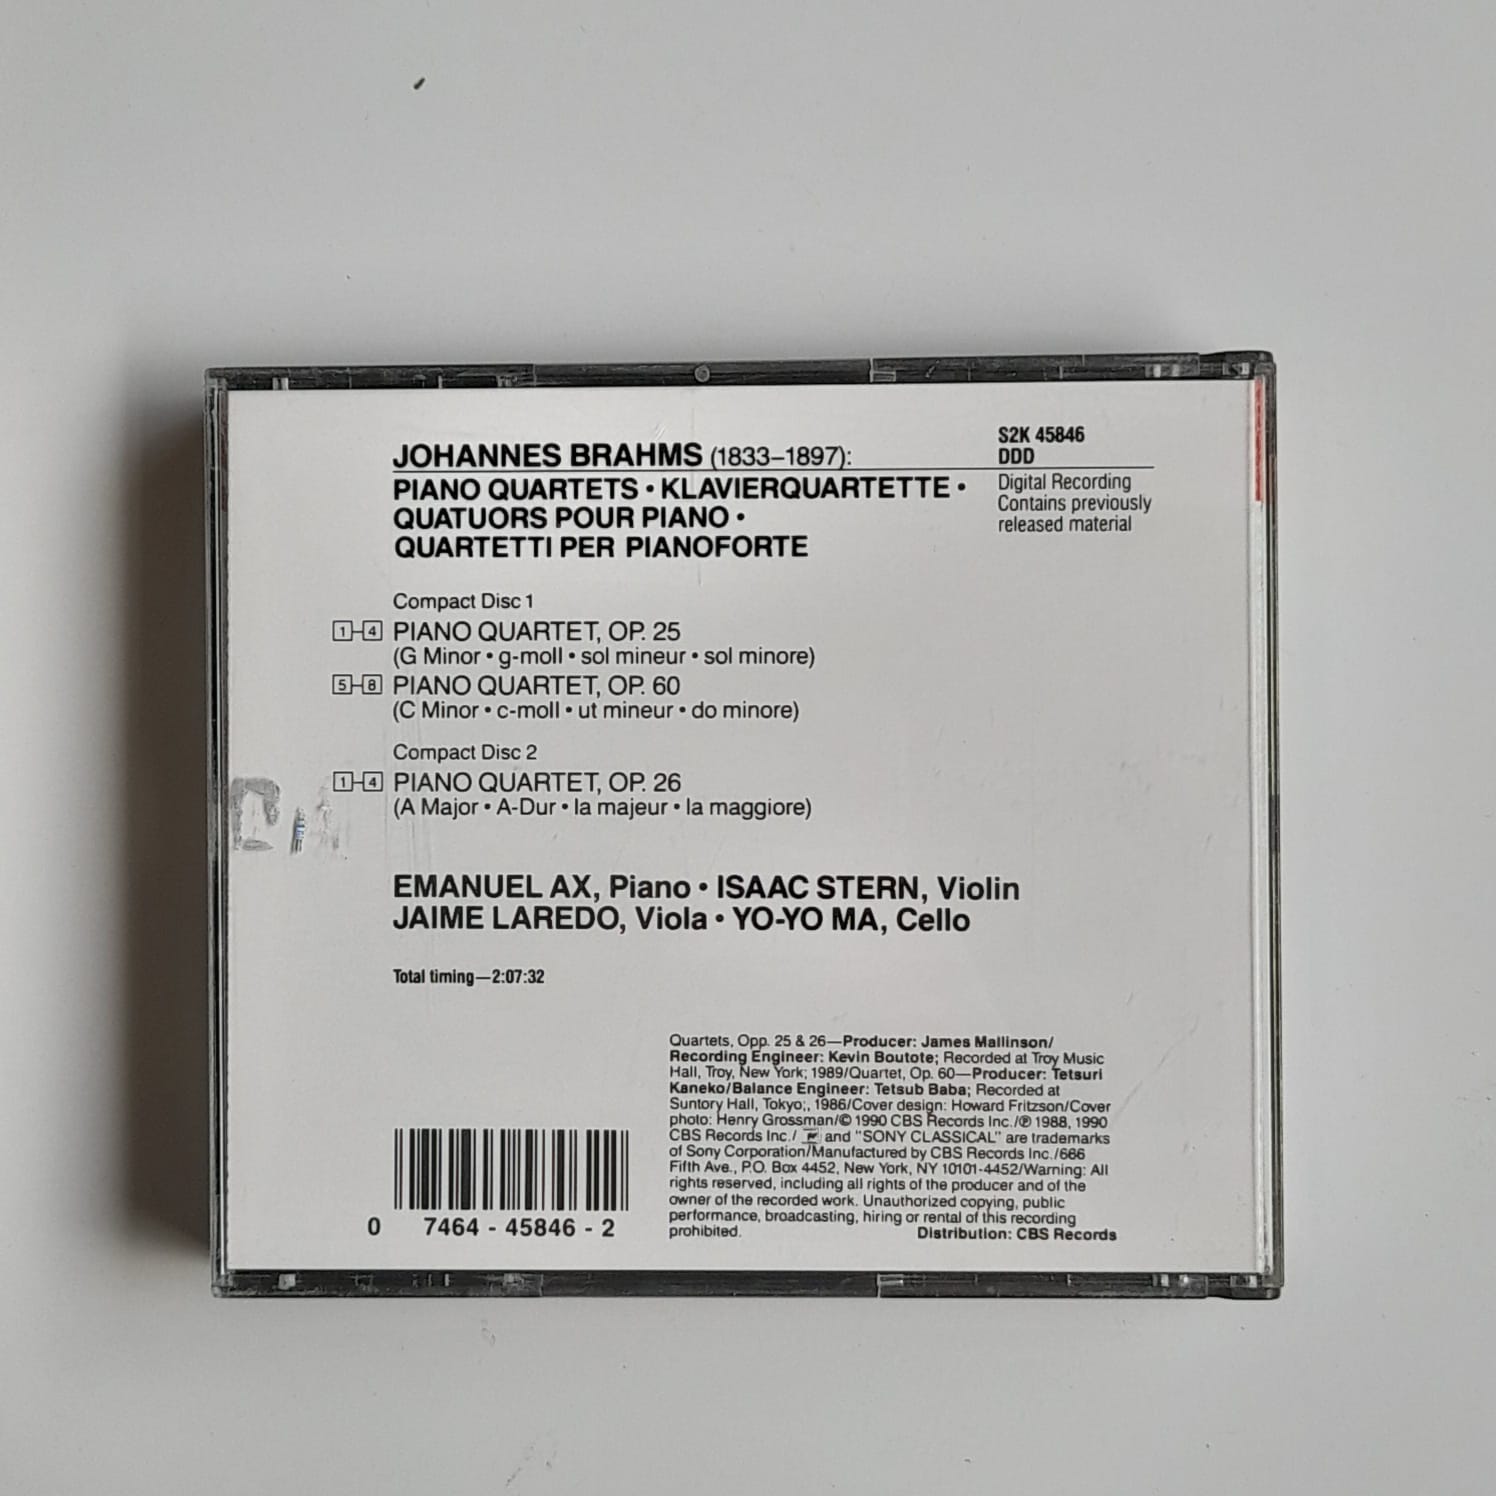 JOHANNES BRAHMS (1833–1897):
PIANO QUARTETS • KLAVIERQUARTETTE •
QUATUORS POUR PIANO •
QUARTETTI PER PIANOFORTE
S2K 45846
DDD
Digital Recording
Contains previously
released material
Compact Disc 1
1-4 PIANO QUARTET, OP. 25
(G Minor • g-moll • sol mineur • sol minore)
5-8 PIANO QUARTET, OP. 60
(C Minor • c-moll • ut mineur • do minore)
Compact Disc 2
1-4 PIANO QUARTET, OP. 26
(A Major • A-Dur • la majeur • la maggiore)
EMANUEL AX, Piano • ISAAC STERN, Violin
JAIME LAREDO, Viola • YO-YO MA, Cello
Total timing—2:07:32
Quartets, Opp. 25 & 26—Producer: James Mallinson/
Recording Engineer: Kevin Boutote; Recorded at Troy Music
Hall, Troy, New York; 1989/Quartet, Op. 60—Producer: Tetsuri
Kaneko/Balance Engineer: Tetsub Baba; Recorded at
Suntory Hall, Tokyo;, 1986/Cover design: Howard Fritzson/Cover
photo: Henry Grossman/© 1990 CBS Records Inc./℗ 1988, 1990
CBS Records Inc./ and "SONY CLASSICAL" are trademarks
of Sony Corporation/Manufactured by CBS Records Inc./666
Fifth Ave., P.O. Box 4452, New York, NY 10101-4452/Warning: All
rights reserved, including all rights of the producer and of the
owner of the recorded work. Unauthorized copying, public
performance, broadcasting, hiring or rental of this recording
prohibited. Distribution: CBS Records
0 7464 - 45846 - 2